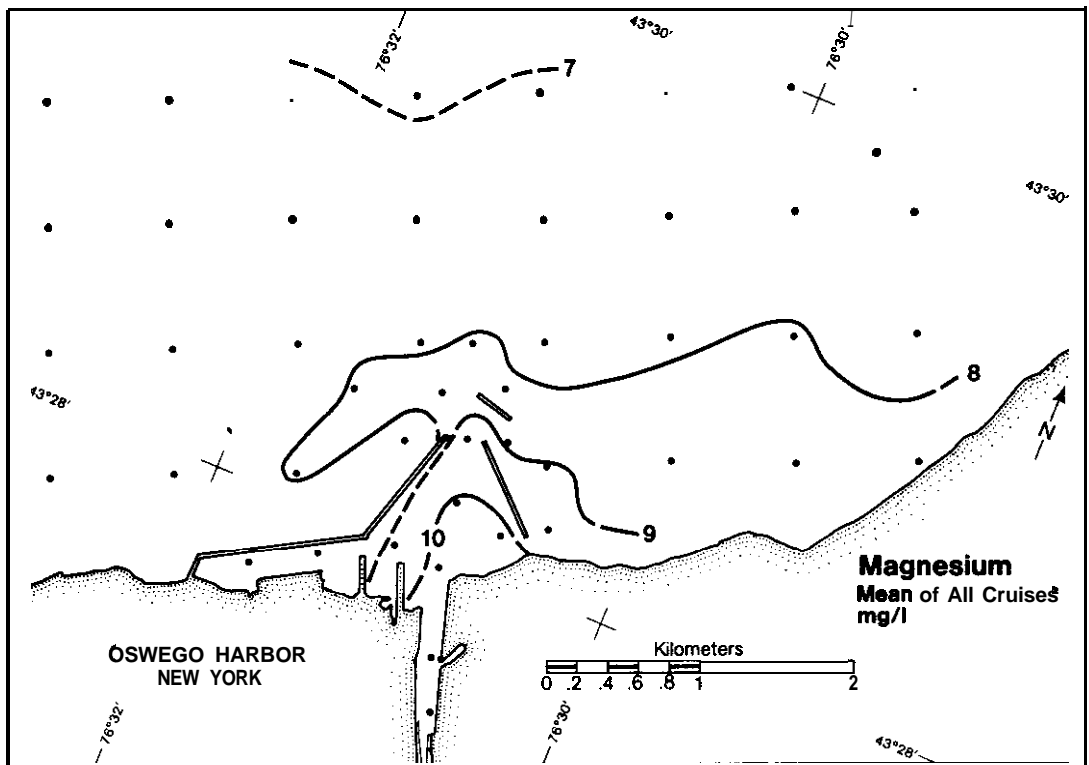 76°32′
43°30′
76°30′
7
43°30′
8
43°28′
N
9
10
Magnesium
Mean of All Cruises
mg/l
Kilometers
0 .2 .4 .6 .8 1 2
OSWEGO HARBOR
NEW YORK
76°32′
76°30′
43°28′